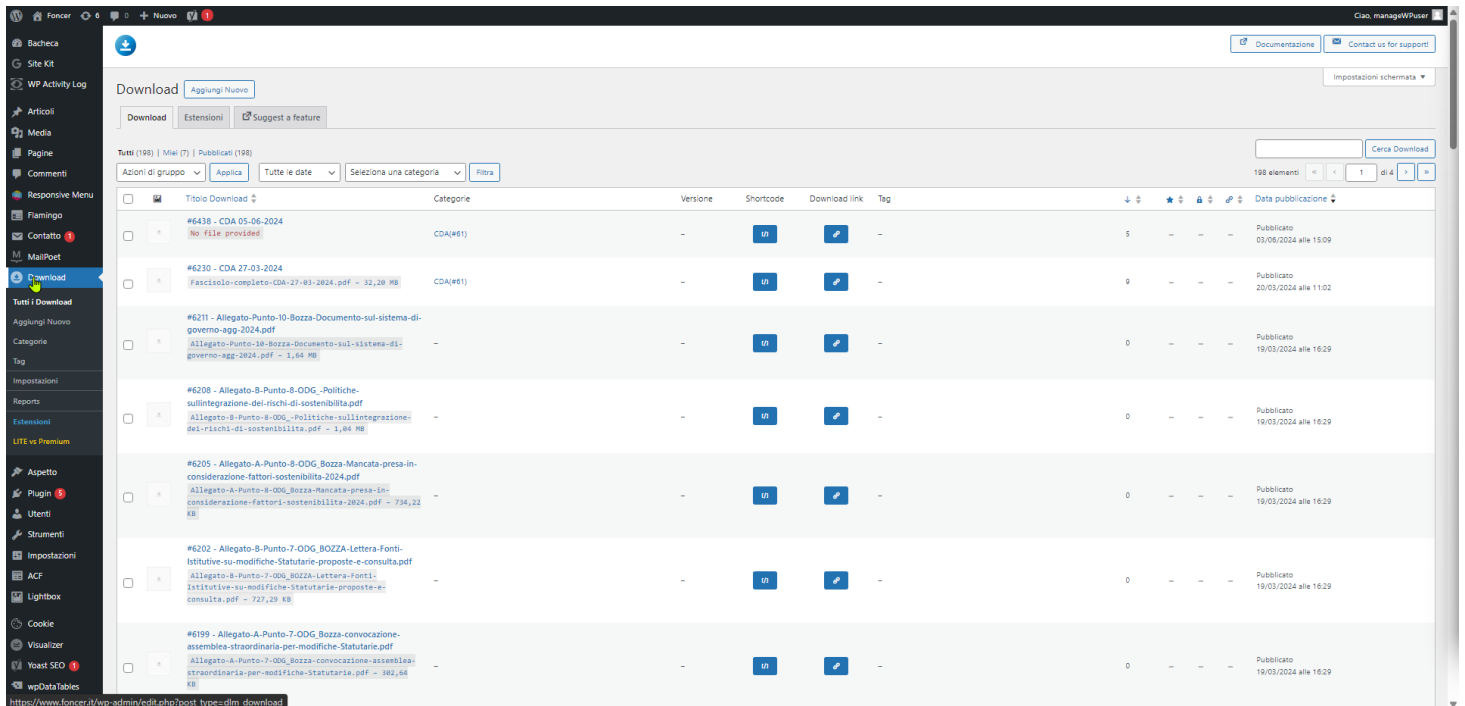 Foncer 6 0 + Nuovo 1 Ciao, manageWPuser
Bacheca
Site Kit
WP Activity Log
Articoli
Media
Pagine
Commenti
Responsive Menu
Flamingo
Contatto 1
MailPoet
Download
Tutti i Download
Aggiungi Nuovo
Categorie
Tag
Impostazioni
Reports
Estensioni
LITE vs Premium
Aspetto
Plugin 5
Utenti
Strumenti
Impostazioni
ACF
Lightbox
Cookie
Visualizer
Yoast SEO 1
wpDataTables
https://www.foncer.it/wp-admin/edit.php?post_type=dlm_download
Documentazione Contact us for support!
Impostazioni schermata ▼
Download Aggiungi Nuovo
Download Estensioni Suggest a feature
Tutti (198) | Miei (7) | Pubblicati (198)
Cerca Download
Azioni di gruppo Applica Tutte le date Seleziona una categoria Filtra
198 elementi « ‹ 1 di 4 › »
Titolo Download Categorie Versione Shortcode Download link Tag Data pubblicazione
#6438 - CDA 05-06-2024
No file provided
CDA(#61) – – 5 – – –
Pubblicato
03/06/2024 alle 15:09
#6230 - CDA 27-03-2024
Fascisolo-completo-CDA-27-03-2024.pdf – 32,20 MB
CDA(#61) – – 9 – – –
Pubblicato
20/03/2024 alle 11:02
#6211 - Allegato-Punto-10-Bozza-Documento-sul-sistema-di-
governo-agg-2024.pdf
Allegato-Punto-10-Bozza-Documento-sul-sistema-di-
governo-agg-2024.pdf – 1,64 MB
– – – 0 – – –
Pubblicato
19/03/2024 alle 16:29
#6208 - Allegato-B-Punto-8-ODG_-Politiche-
sullintegrazione-dei-rischi-di-sostenibilita.pdf
Allegato-B-Punto-8-ODG_-Politiche-sullintegrazione-
dei-rischi-di-sostenibilita.pdf – 1,04 MB
– – – 0 – – –
Pubblicato
19/03/2024 alle 16:29
#6205 - Allegato-A-Punto-8-ODG_Bozza-Mancata-presa-in-
considerazione-fattori-sostenibilita-2024.pdf
Allegato-A-Punto-8-ODG_Bozza-Mancata-presa-in-
considerazione-fattori-sostenibilita-2024.pdf – 734,22
KB
– – – 0 – – –
Pubblicato
19/03/2024 alle 16:29
#6202 - Allegato-B-Punto-7-ODG_BOZZA-Lettera-Fonti-
Istitutive-su-modifiche-Statutarie-proposte-e-consulta.pdf
Allegato-B-Punto-7-ODG_BOZZA-Lettera-Fonti-
Istitutive-su-modifiche-Statutarie-proposte-e-
consulta.pdf – 727,29 KB
– – – 0 – – –
Pubblicato
19/03/2024 alle 16:29
#6199 - Allegato-A-Punto-7-ODG_Bozza-convocazione-
assemblea-straordinaria-per-modifiche-Statutarie.pdf
Allegato-A-Punto-7-ODG_Bozza-convocazione-assemblea-
straordinaria-per-modifiche-Statutarie.pdf – 302,64
KB
– – – 0 – – –
Pubblicato
19/03/2024 alle 16:29